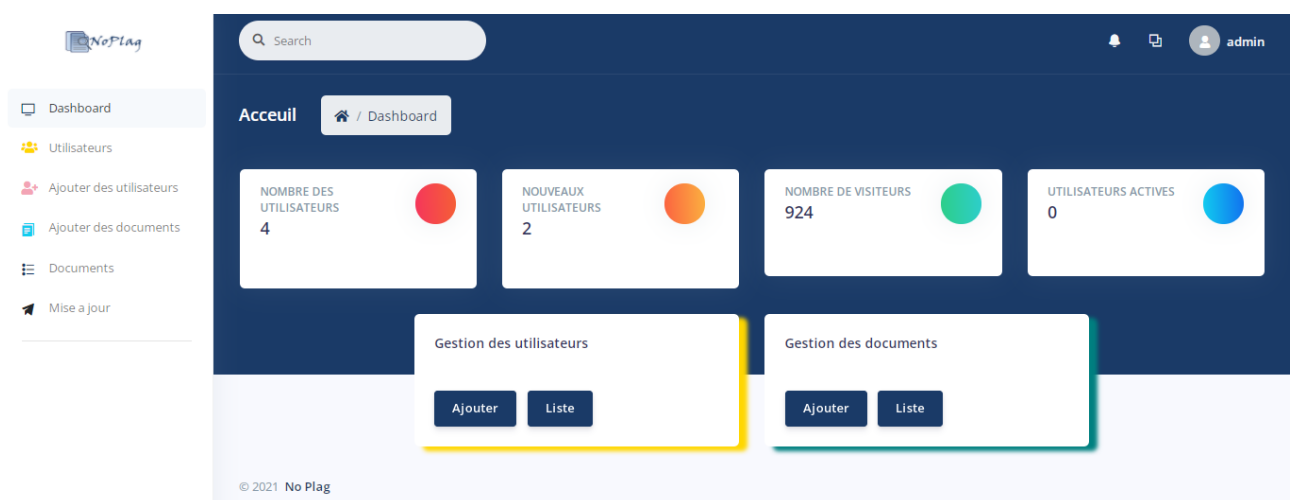 NoPlag
Search
admin
Dashboard
Utilisateurs
Ajouter des utilisateurs
Ajouter des documents
Documents
Mise a jour
Acceuil
/ Dashboard
NOMBRE DES
UTILISATEURS
4
NOUVEAUX
UTILISATEURS
2
NOMBRE DE VISITEURS
924
UTILISATEURS ACTIVES
0
Gestion des utilisateurs
Ajouter Liste
Gestion des documents
Ajouter Liste
© 2021 No Plag